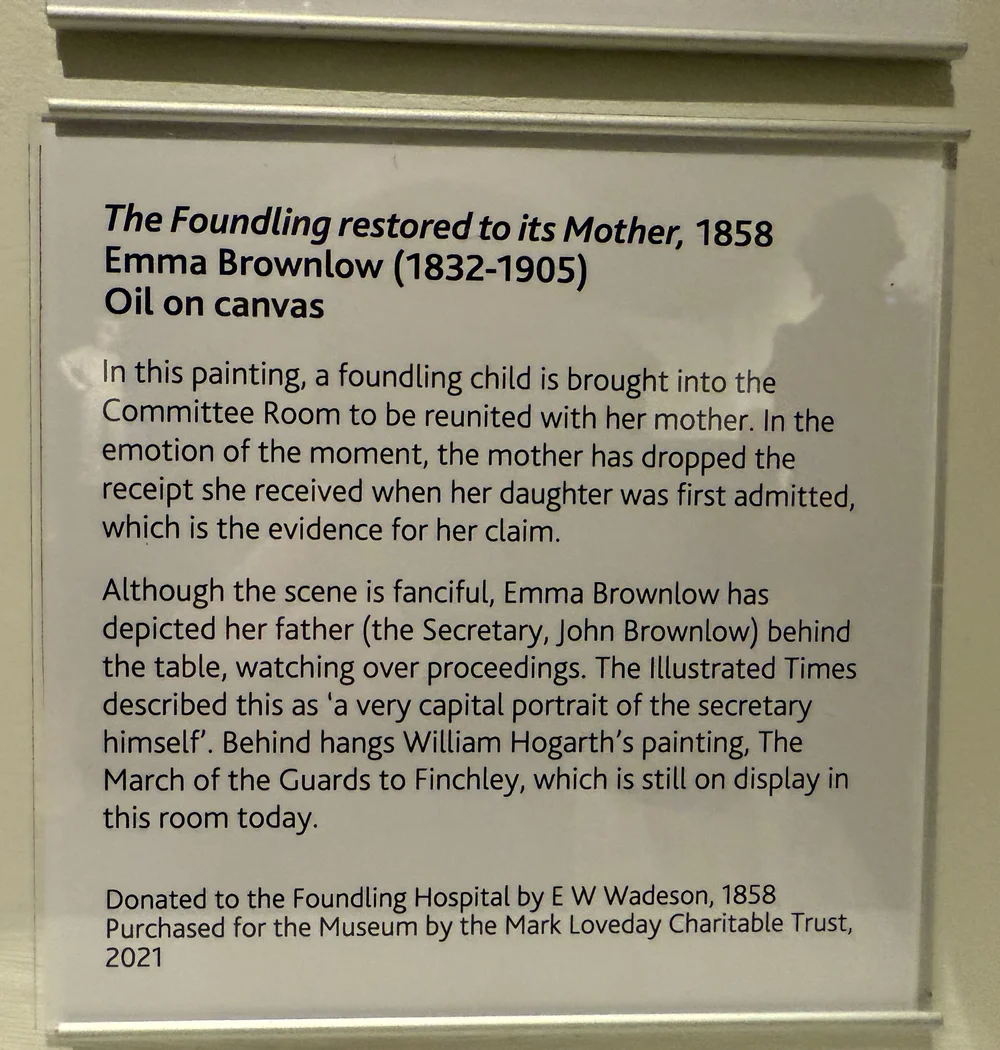 The Foundling restored to its Mother, 1858
Emma Brownlow (1832-1905)
Oil on canvas
In this painting, a foundling child is brought into the
Committee Room to be reunited with her mother. In the
emotion of the moment, the mother has dropped the
receipt she received when her daughter was first admitted,
which is the evidence for her claim.
Although the scene is fanciful, Emma Brownlow has
depicted her father (the Secretary, John Brownlow) behind
the table, watching over proceedings. The Illustrated Times
described this as ‘a very capital portrait of the secretary
himself’. Behind hangs William Hogarth’s painting, The
March of the Guards to Finchley, which is still on display in
this room today.
Donated to the Foundling Hospital by E W Wadeson, 1858
Purchased for the Museum by the Mark Loveday Charitable Trust,
2021